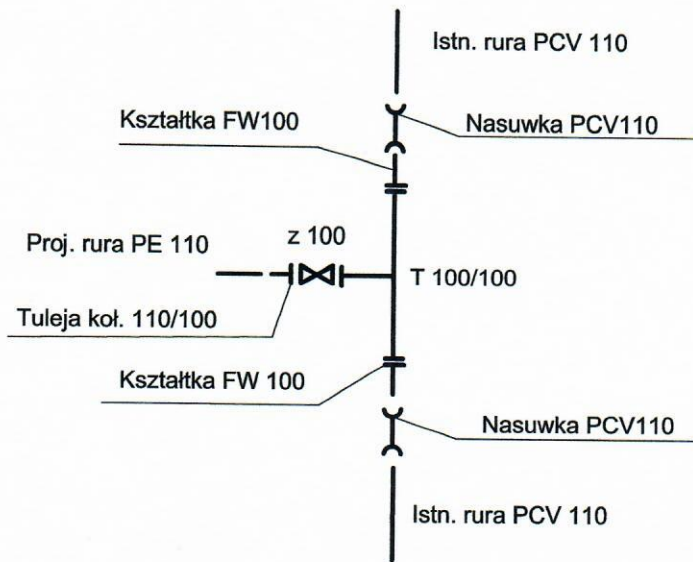 Istn. rura PCV 110
Kształtka FW100
Nasuwka PCV110
z 100
Proj. rura PE 110
T 100/100
Tuleja koł. 110/100
Kształtka FW 100
Nasuwka PCV110
Istn. rura PCV 110